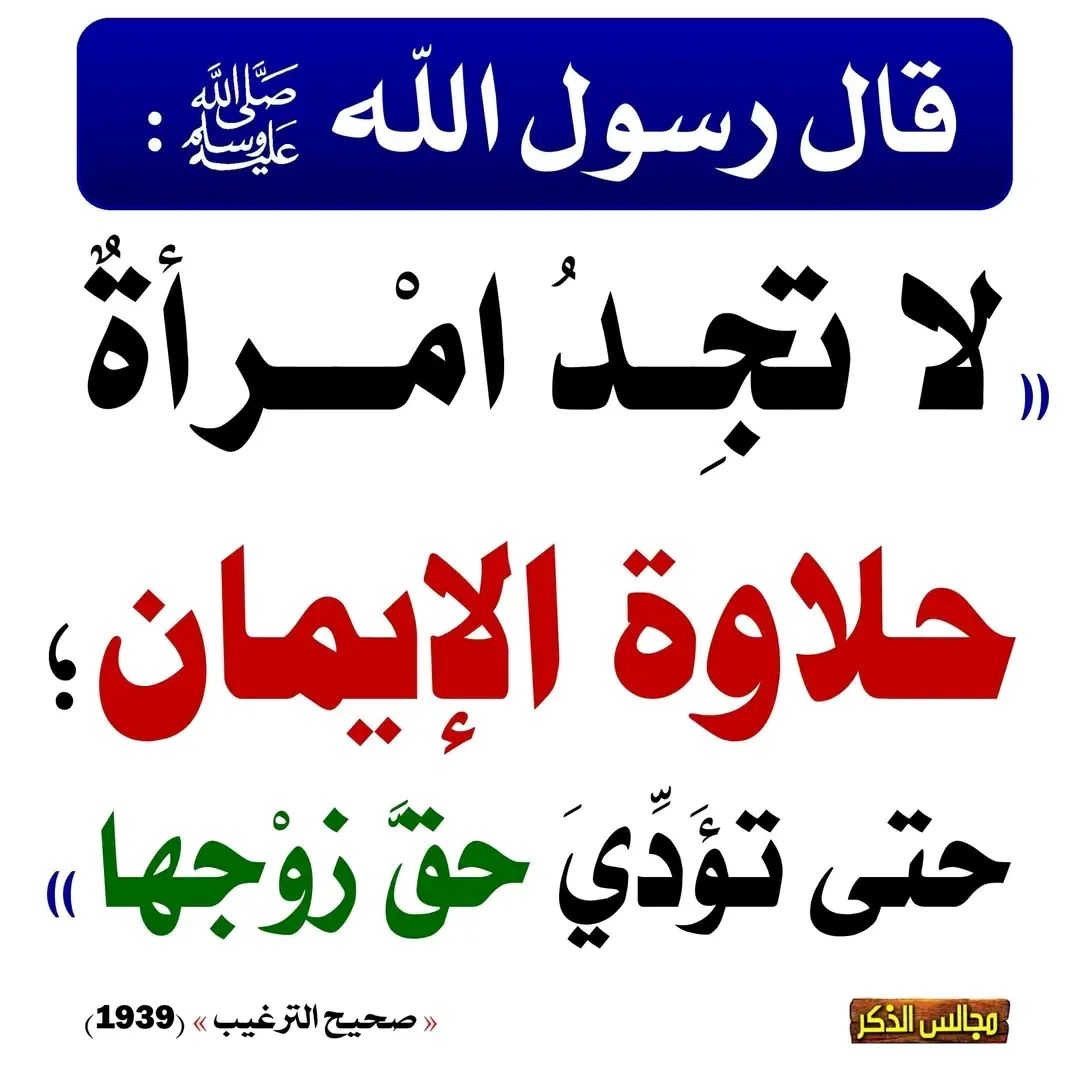 قال رسول الله ﷺ :
(( لا تجِدُ امْرأةٌ
حلاوة الإيمان ؛
حتى تؤَدِّيَ حقَّ زوْجها ))
« صحيح الترغيب » (1939)
مجالس الذكر